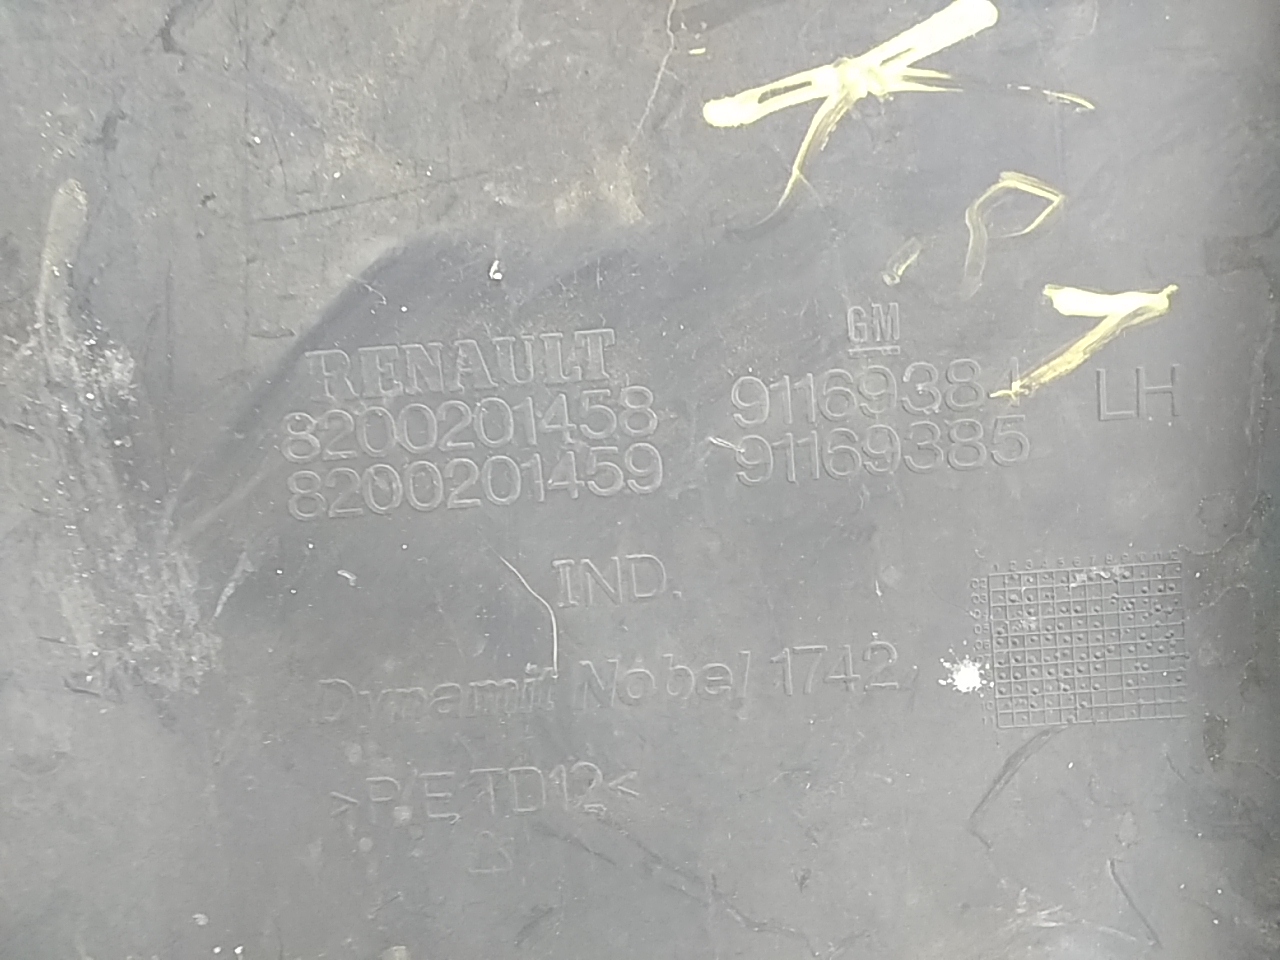 RENAULT
8200201458
8200201459
GM
91169384
91169385
LH
IND.
Dynamit Nobel 1742
>P/E TD12<